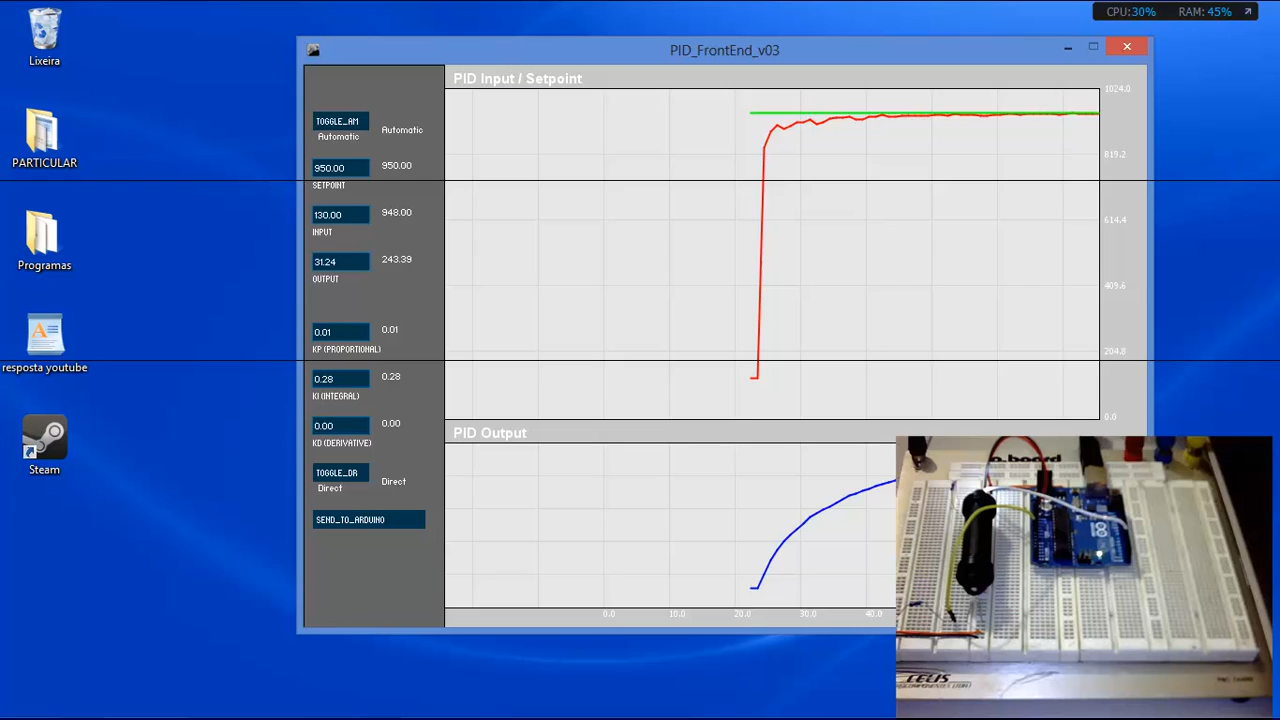 CPU:30% RAM: 45%
Lixeira
PARTICULAR
Programas
resposta youtube
Steam
PID_FrontEnd_v03
TOGGLE_AM
Automatic
Automatic
950.00
950.00
SETPOINT
130.00
948.00
INPUT
31.24
243.39
OUTPUT
0.01
0.01
KP (PROPORTIONAL)
0.28
0.28
KI (INTEGRAL)
0.00
0.00
KD (DERIVATIVE)
TOGGLE_DR
Direct
Direct
SEND_TO_ARDUINO
PID Input / Setpoint
1024.0
819.2
614.4
409.6
204.8
0.0
PID Output
0.0 10.0 20.0 30.0 40.0